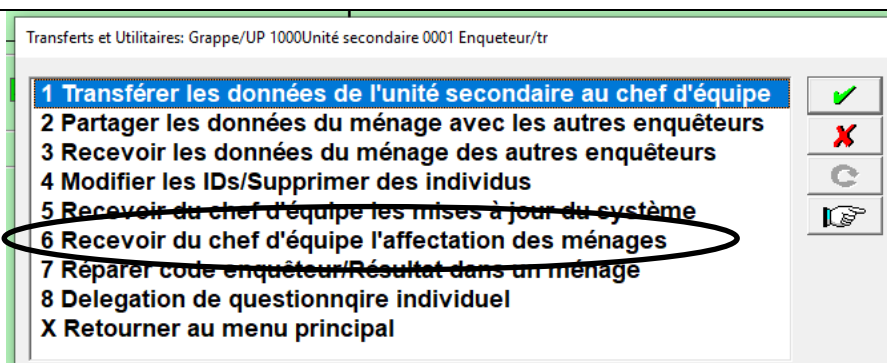 Transferts et Utilitaires: Grappe/UP 1000Unité secondaire 0001 Enqueteur/tr
1 Transférer les données de l'unité secondaire au chef d'équipe
2 Partager les données du ménage avec les autres enquêteurs
3 Recevoir les données du ménage des autres enquêteurs
4 Modifier les IDs/Supprimer des individus
5 Recevoir du chef d'équipe les mises à jour du système
6 Recevoir du chef d'équipe l'affectation des ménages
7 Réparer code enquêteur/Résultat dans un ménage
8 Delegation de questionnqire individuel
X Retourner au menu principal